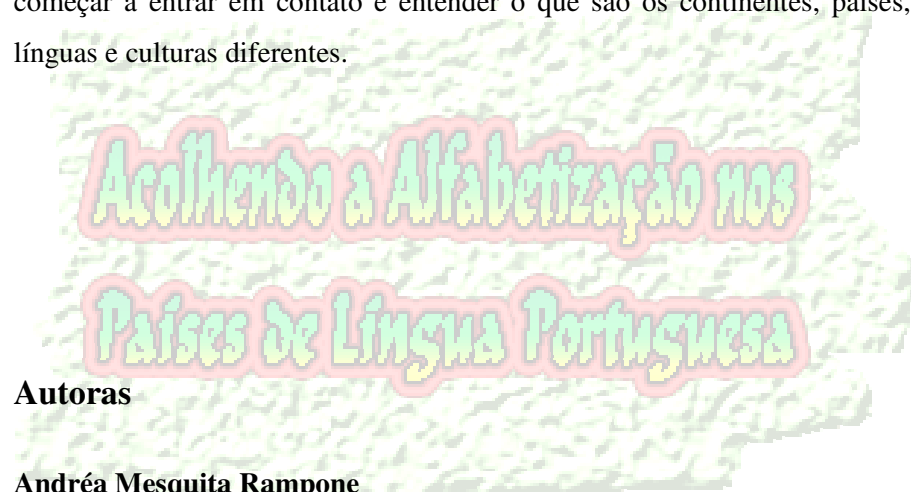 começar a entrar em contato e entender o que são os continentes, países,
línguas e culturas diferentes.
Acolhendo a Alfabetização nos
Países de Língua Portuguesa
Autoras
Andréa Mesquita Rampone